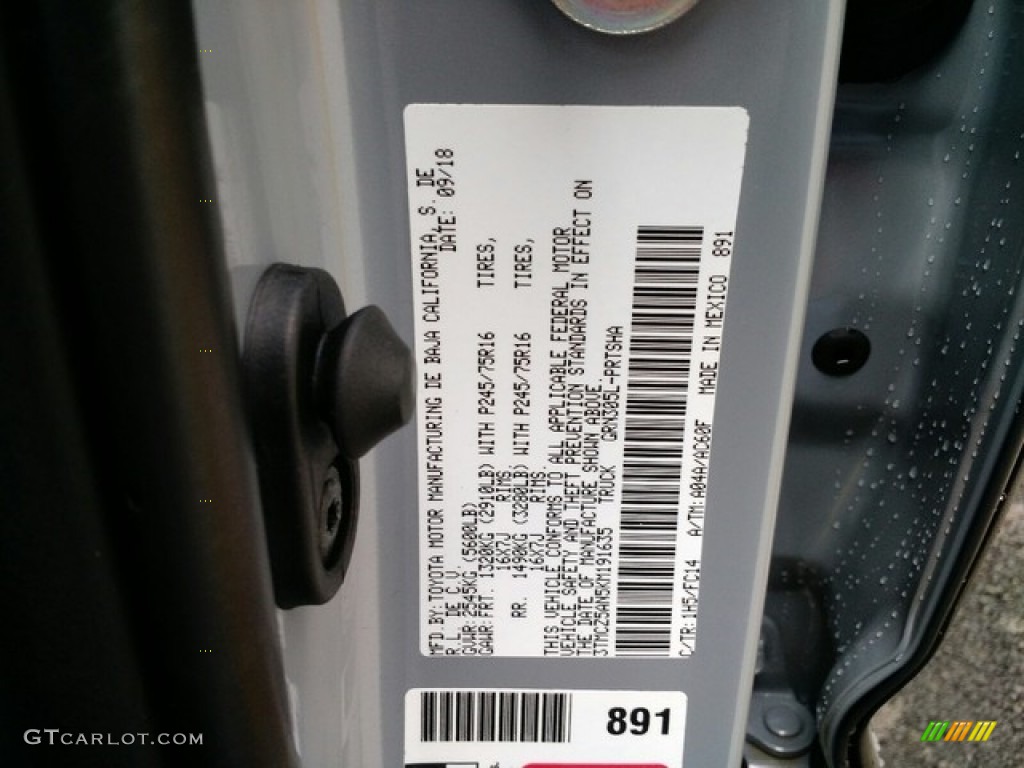 MFD.BY:TOYOTA MOTOR MANUFACTURING DE BAJA CALIFORNIA, S. DE
R.L. DE C.V. DATE: 09/18
GVWR:2545KG (5600LB)
GAWR:FRT. 1320KG (2910LB) WITH P245/75R16 TIRES,
16X7J RIMS.
RR. 1490KG (3280LB) WITH P245/75R16 TIRES,
16X7J RIMS.
THIS VEHICLE CONFORMS TO ALL APPLICABLE FEDERAL MOTOR
VEHICLE SAFETY AND THEFT PREVENTION STANDARDS IN EFFECT ON
THE DATE OF MANUFACTURE SHOWN ABOVE.
3TMCZ5AN5KM191635 TRUCK GRN305L-PRTSHA
C/TR:1H5/FC14 A/TM:A04A/AC60F MADE IN MEXICO 891
891
GTCARLOT.COM